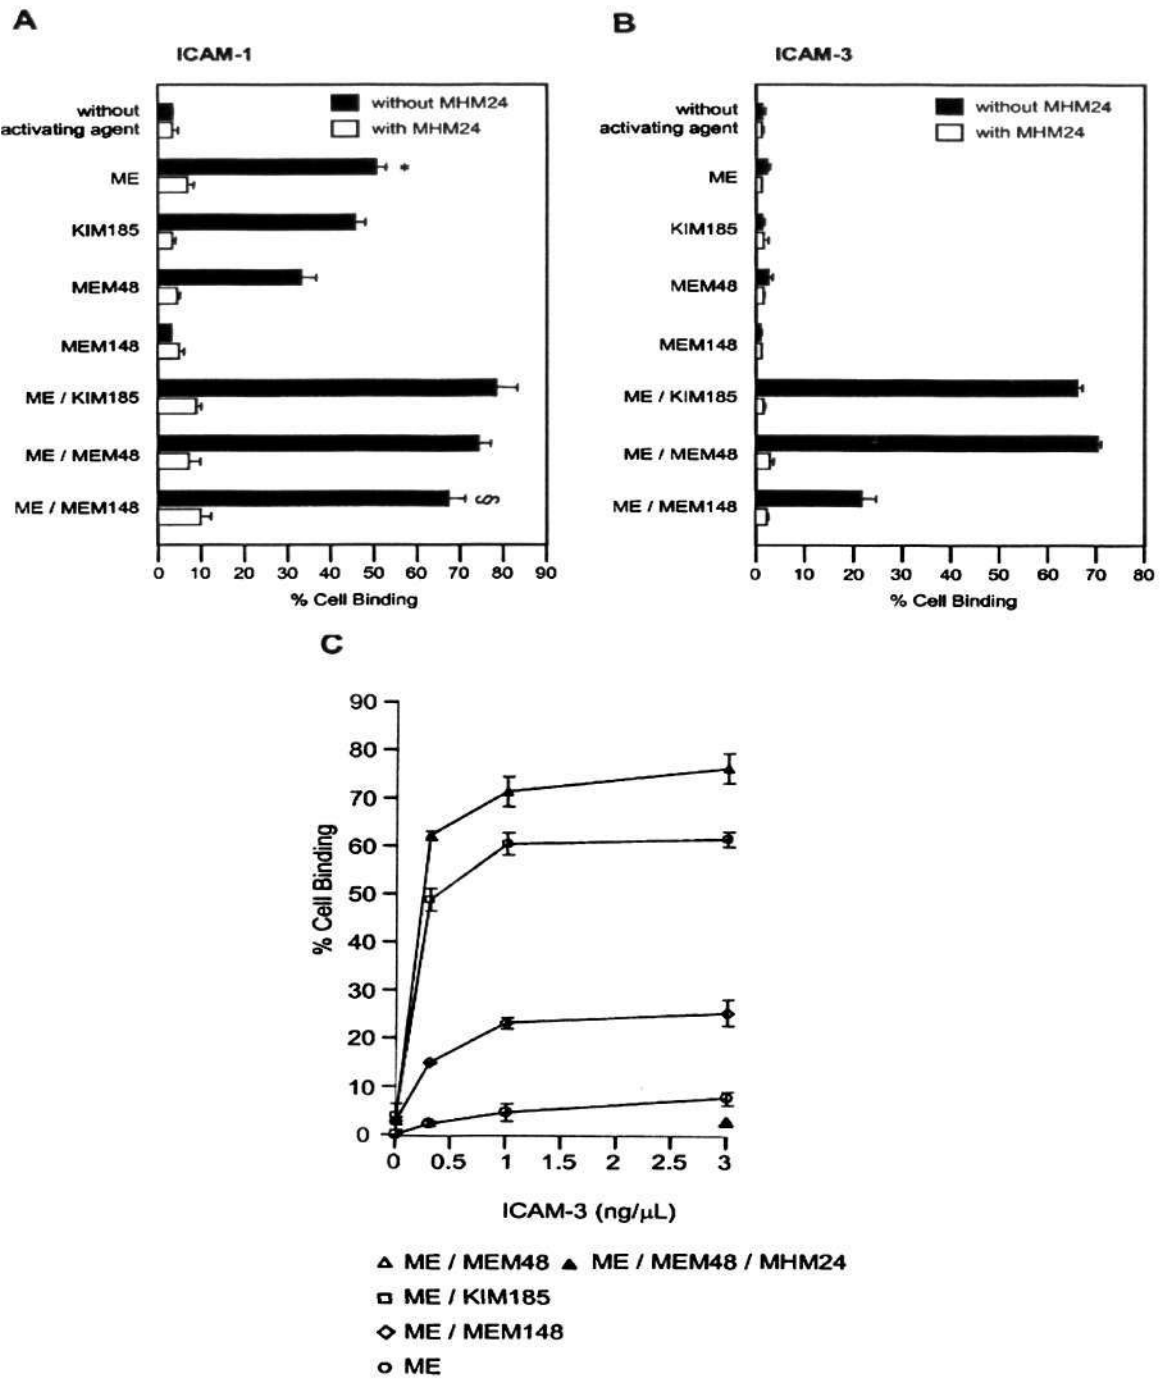 A
ICAM-1
without MHM24
with MHM24
without
activating agent
ME
*
KIM185
MEM48
MEM148
ME / KIM185
ME / MEM48
ME / MEM148
§
0 10 20 30 40 50 60 70 80 90
% Cell Binding
B
ICAM-3
without MHM24
with MHM24
without
activating agent
ME
KIM185
MEM48
MEM148
ME / KIM185
ME / MEM48
ME / MEM148
0 10 20 30 40 50 60 70 80
% Cell Binding
C
90
80
70
60
50
40
30
20
10
0
% Cell Binding
0 0.5 1 1.5 2 2.5 3
ICAM-3 (ng/μL)
△ ME / MEM48 ▲ ME / MEM48 / MHM24
□ ME / KIM185
◇ ME / MEM148
○ ME